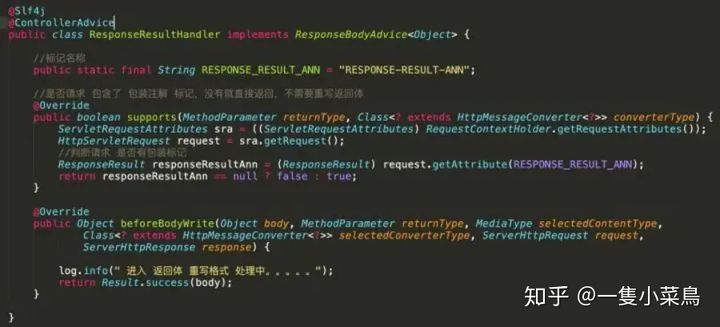 @Slf4j
@ControllerAdvice
public class ResponseResultHandler implements ResponseBodyAdvice<Object> {
//标记名称
public static final String RESPONSE_RESULT_ANN = "RESPONSE-RESULT-ANN";
//是否请求 包含了 包装注解 标记，没有就直接返回，不需要重写返回体
@Override
public boolean supports(MethodParameter returnType, Class<? extends HttpMessageConverter<?>> converterType) {
ServletRequestAttributes sra = ((ServletRequestAttributes) RequestContextHolder.getRequestAttributes());
HttpServletRequest request = sra.getRequest();
//判断请求 是否有包装标记
ResponseResult responseResultAnn = (ResponseResult) request.getAttribute(RESPONSE_RESULT_ANN);
return responseResultAnn == null ? false : true;
}
@Override
public Object beforeBodyWrite(Object body, MethodParameter returnType, MediaType selectedContentType,
Class<? extends HttpMessageConverter<?>> selectedConverterType, ServerHttpRequest request,
ServerHttpResponse response) {
log.info(" 进入 返回体 重写格式 处理中。。。。。");
return Result.success(body);
}
}
知乎 @一隻小菜鳥